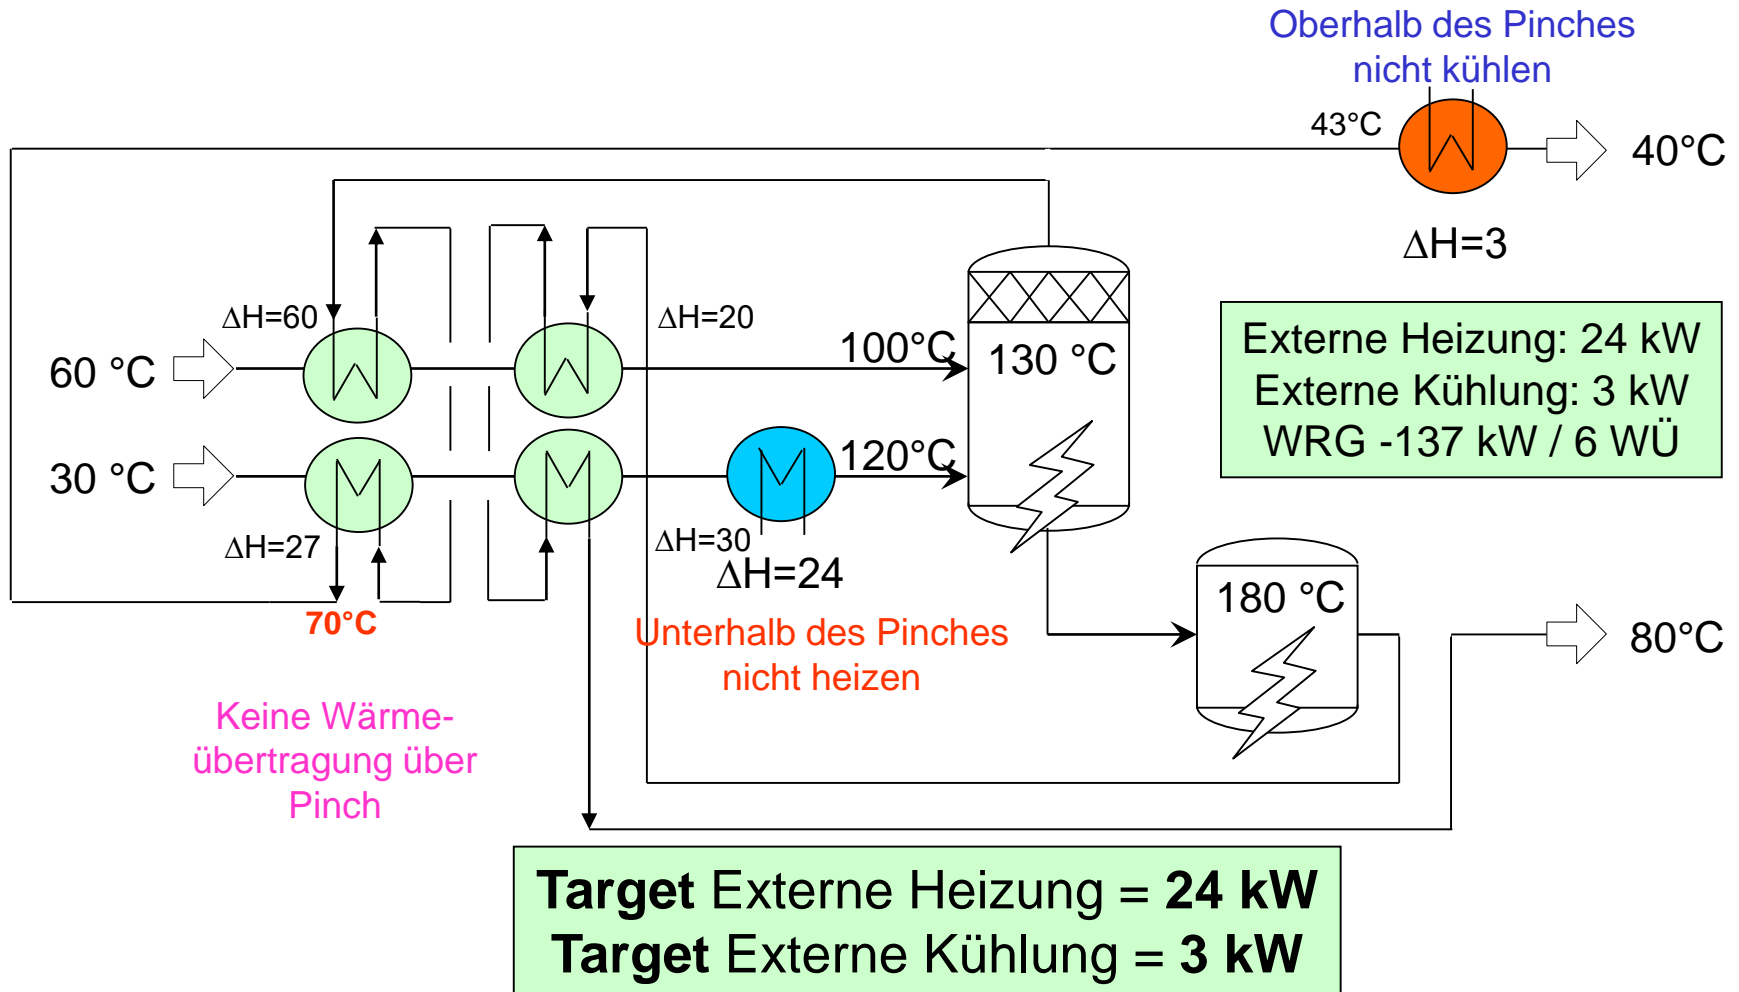 Oberhalb des Pinches
nicht kühlen
43°C
40°C
ΔH=3
ΔH=60
ΔH=20
60 °C
100°C
130 °C
Externe Heizung: 24 kW
Externe Kühlung: 3 kW
WRG -137 kW / 6 WÜ
30 °C
120°C
ΔH=27
ΔH=30
ΔH=24
180 °C
70°C
Unterhalb des Pinches
nicht heizen
80°C
Keine Wärme-
übertragung über
Pinch
Target Externe Heizung = 24 kW
Target Externe Kühlung = 3 kW